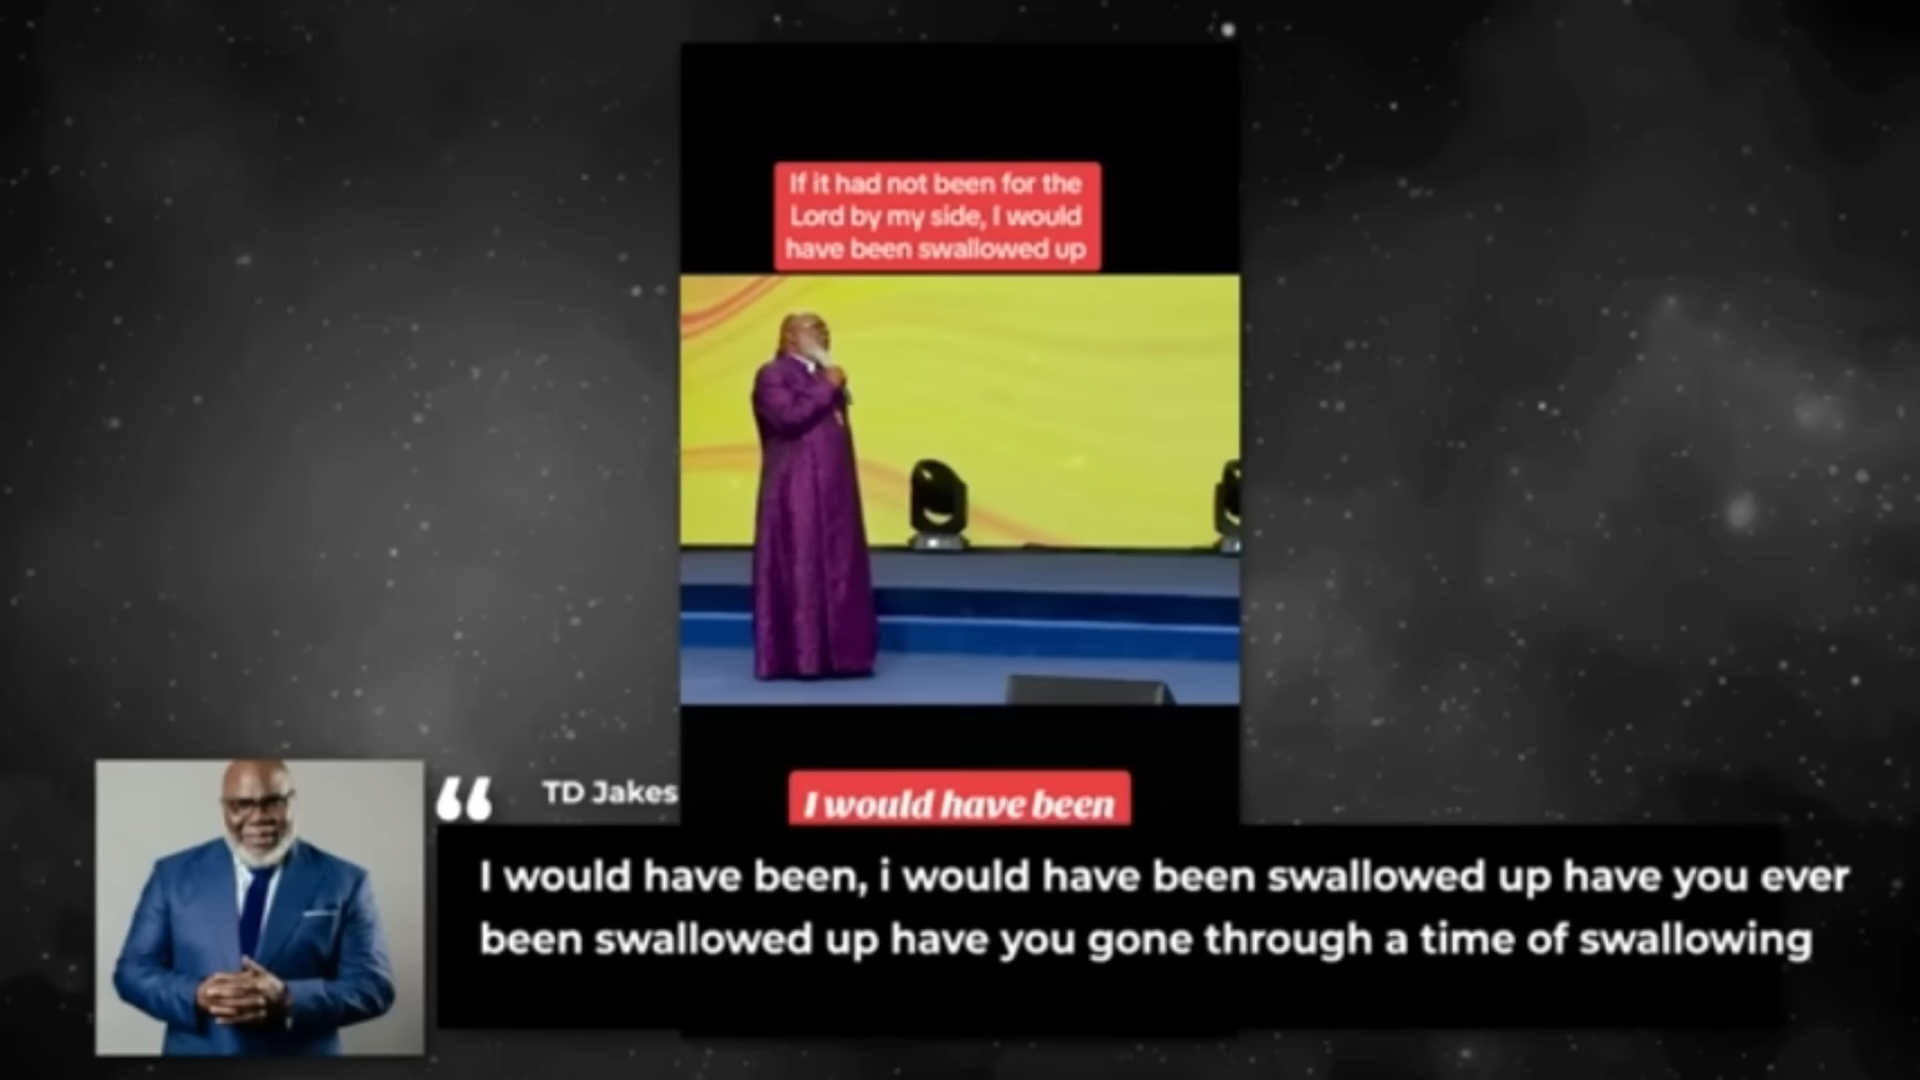 If it had not been for the
Lord by my side, I would
have been swallowed up
“ TD Jakes
I would have been
I would have been, i would have been swallowed up have you ever
been swallowed up have you gone through a time of swallowing